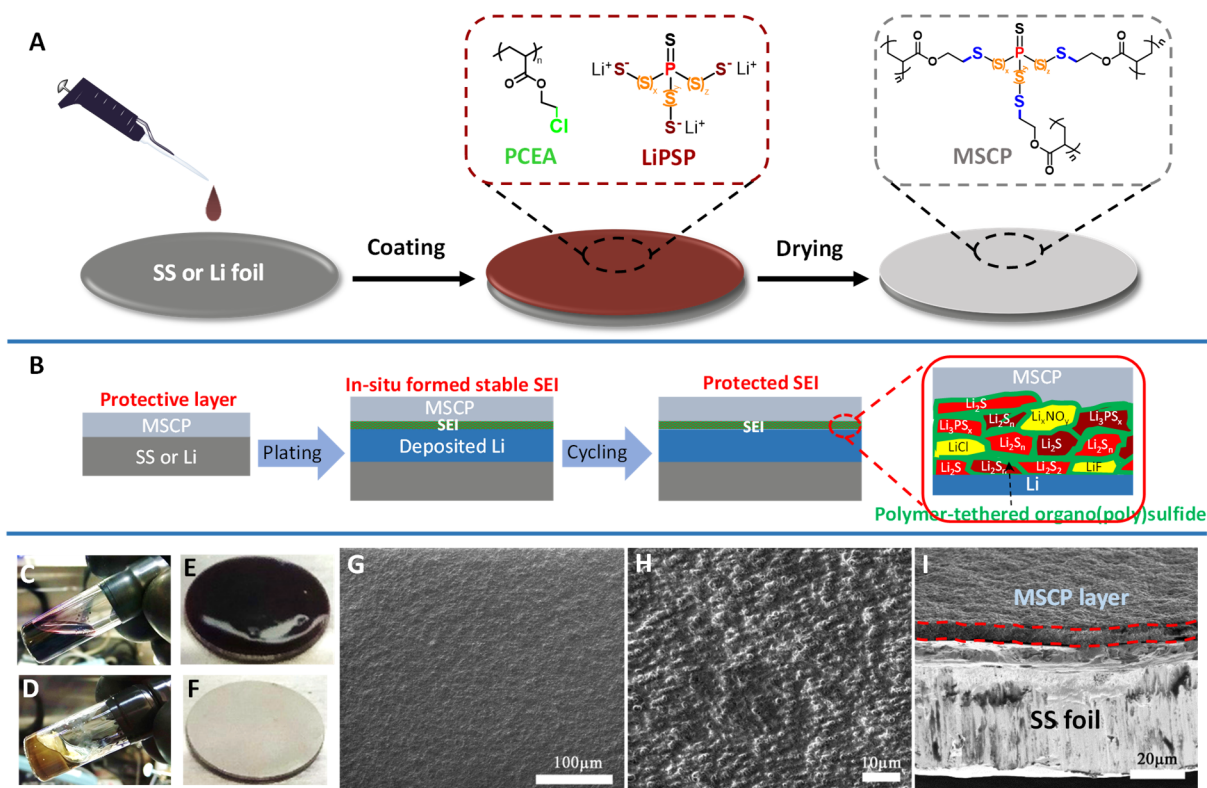 A
SS or Li foil
Coating
Drying
n
O
O
Cl
PCEA
S
P
Li⁺ S⁻ (S)x (S)y (S)z S⁻ Li⁺
S⁻ Li⁺
LiPSP
S
n O O S (S)x P (S)z S O O n
(S)y
S
O
O n
MSCP
B
Protective layer
MSCP
SS or Li
Plating
In-situ formed stable SEI
MSCP
SEI
Deposited Li
Cycling
Protected SEI
SEI
MSCP
Li₂S
Li₂Sₙ LiₓNOᵧ Li₃PSₓ
Li₃PSₓ
LiCl Li₂Sₙ Li₂S Li₂Sₙ
Li₂S Li₂Sₙ Li₂S₂ LiF
Li
Polymer-tethered organo(poly)sulfide
C
D
E
F
G
100μm
H
10μm
I
MSCP layer
SS foil
20μm